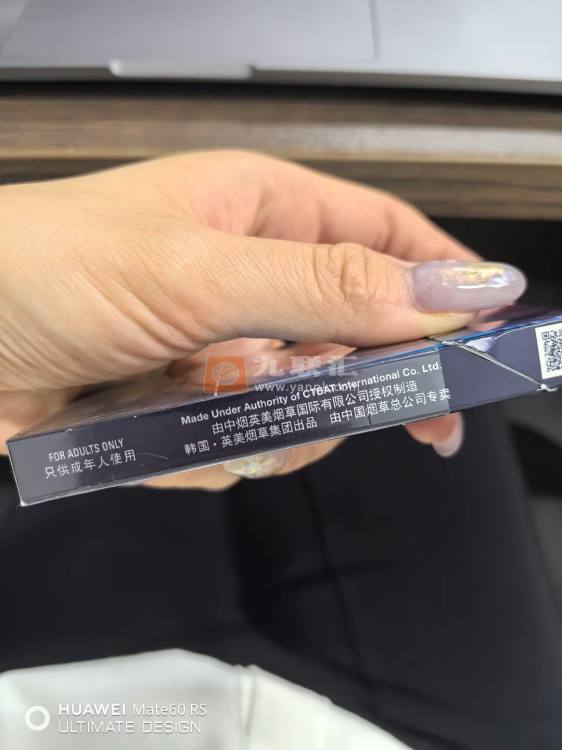 九联汇
www.yanpi
Made Under Authority of CTBAT International Co. Ltd.
由中烟英美烟草国际有限公司授权制造
韩国·英美烟草集团出品 由中国烟草总公司专卖
FOR ADULTS ONLY
只供成年人使用
HUAWEI Mate60 RS
ULTIMATE DESIGN